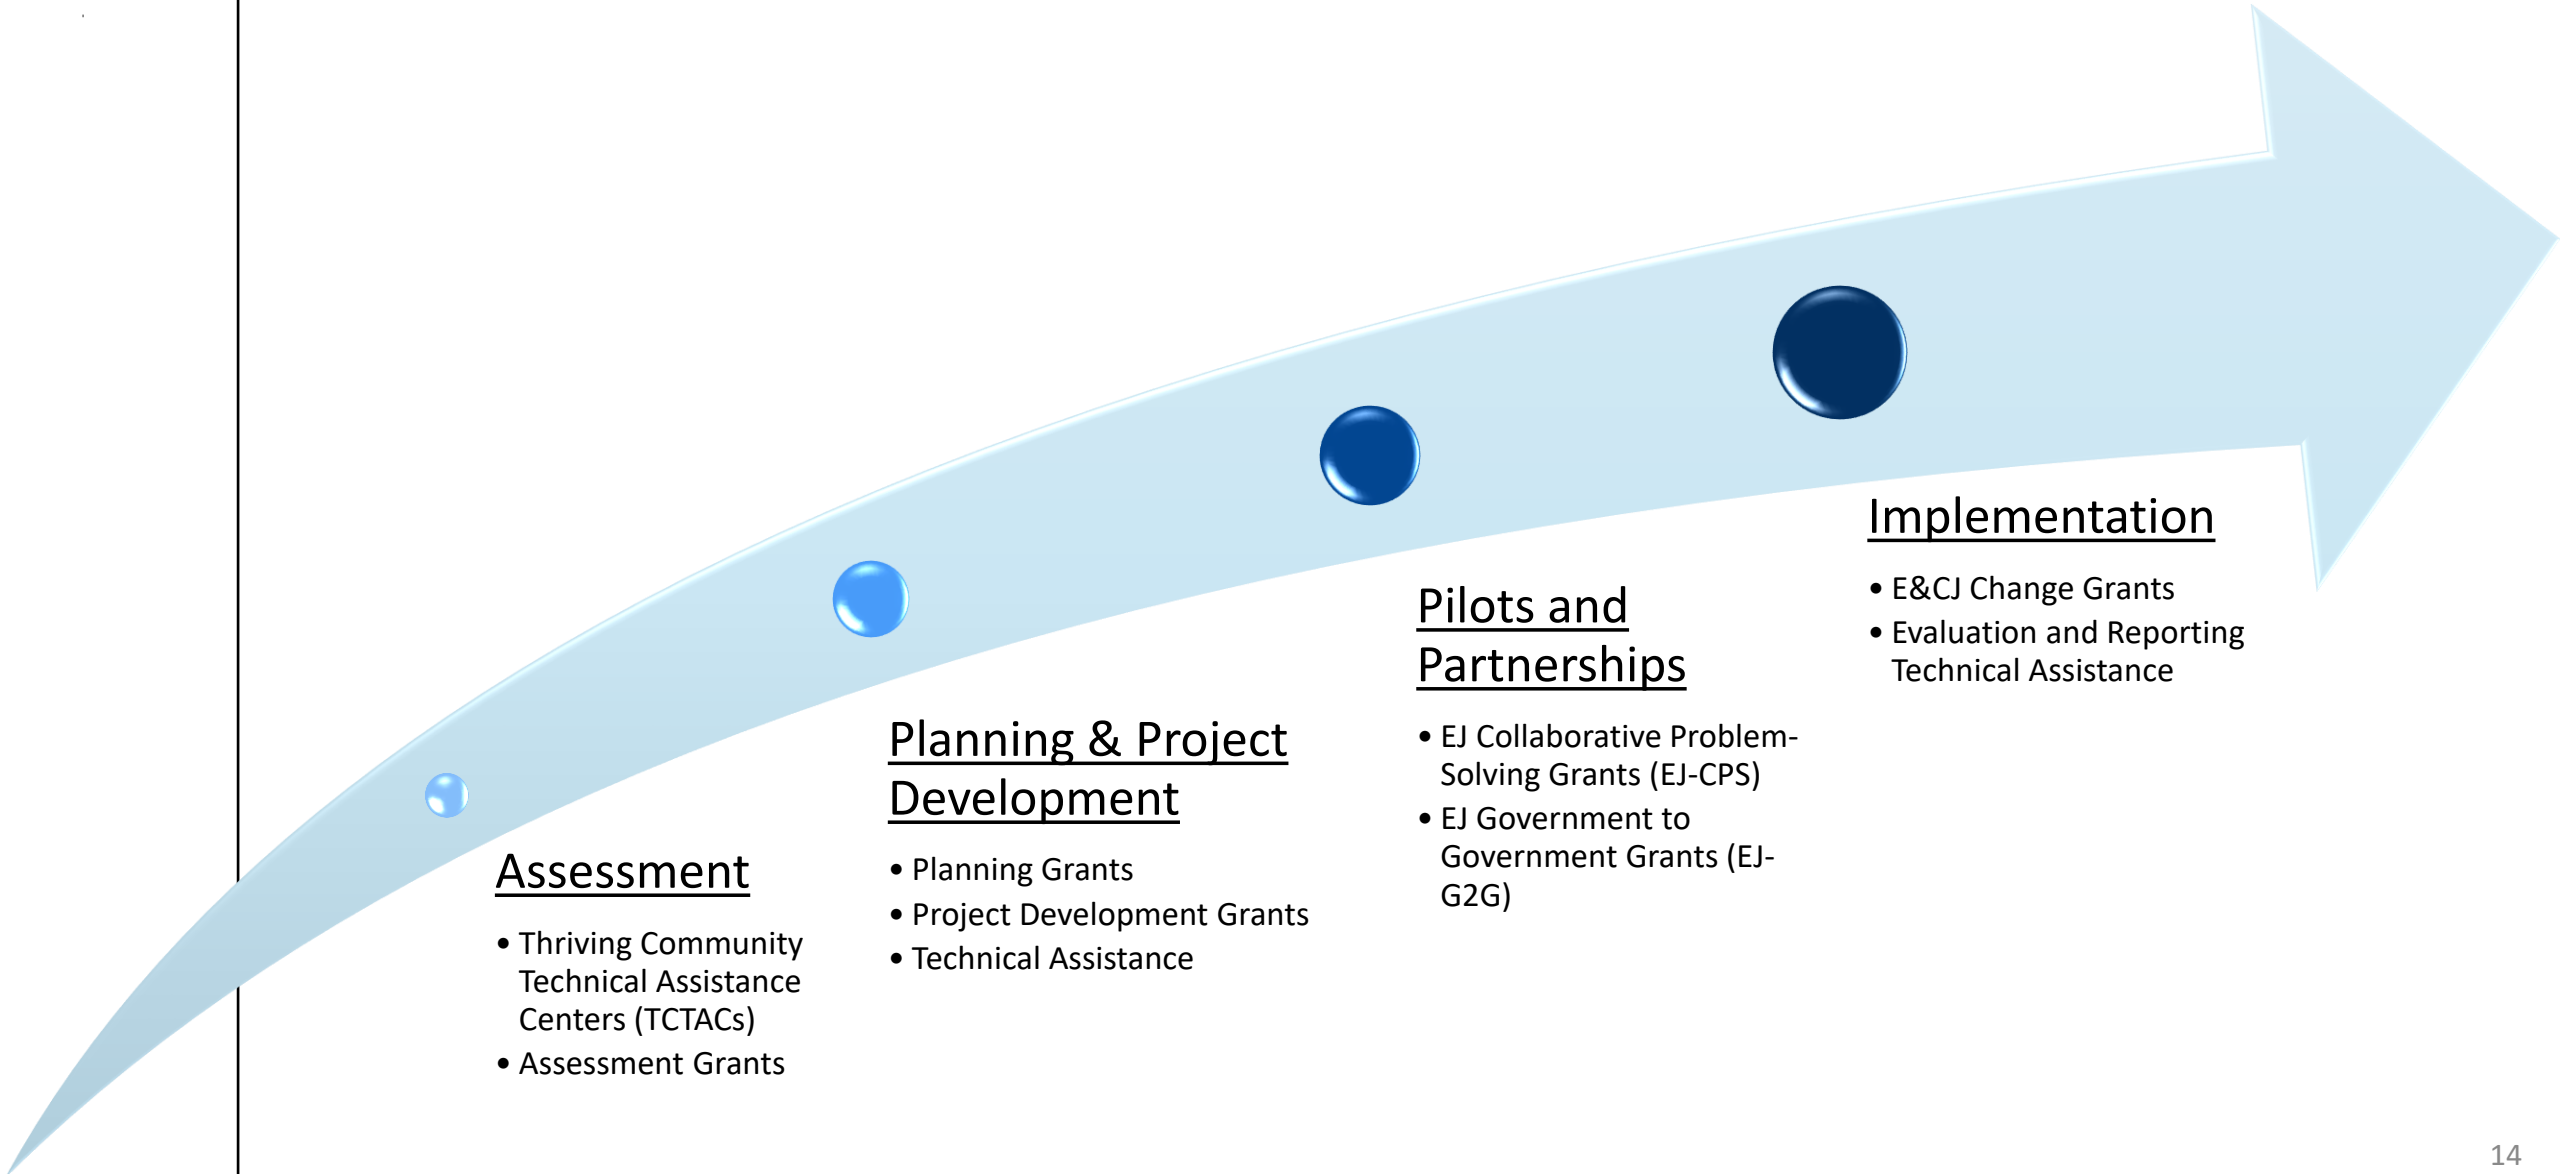 Assessment
• Thriving Community
Technical Assistance
Centers (TCTACs)
• Assessment Grants
Planning & Project
Development
• Planning Grants
• Project Development Grants
• Technical Assistance
Pilots and
Partnerships
• EJ Collaborative Problem-
Solving Grants (EJ-CPS)
• EJ Government to
Government Grants (EJ-
G2G)
Implementation
• E&CJ Change Grants
• Evaluation and Reporting
Technical Assistance
14